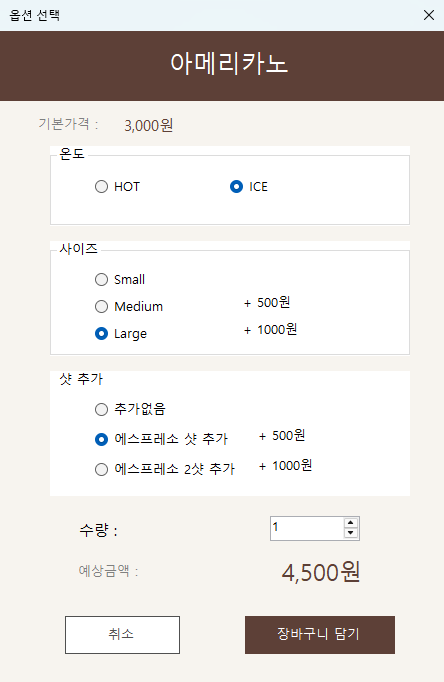 옵션 선택
아메리카노
기본가격 : 3,000원
온도
HOT ICE
사이즈
Small
Medium + 500원
Large + 1000원
샷 추가
추가없음
에스프레소 샷 추가 + 500원
에스프레소 2샷 추가 + 1000원
수량 : 1
예상금액 : 4,500원
취소 장바구니 담기